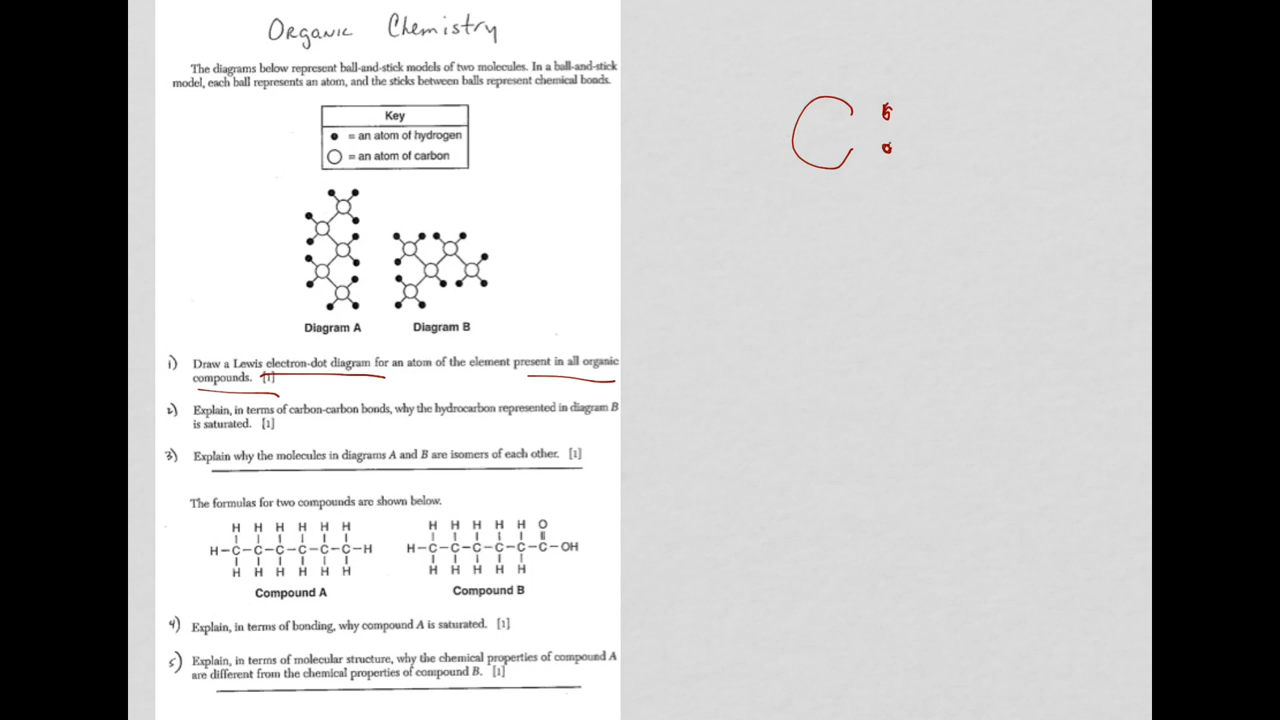 Organic Chemistry
The diagrams below represent ball-and-stick models of two molecules. In a ball-and-stick
model, each ball represents an atom, and the sticks between balls represent chemical bonds.
Key
= an atom of hydrogen
= an atom of carbon
Diagram A
Diagram B
1) Draw a Lewis electron-dot diagram for an atom of the element present in all organic
compounds. [1]
2) Explain, in terms of carbon-carbon bonds, why the hydrocarbon represented in diagram B
is saturated. [1]
3) Explain why the molecules in diagrams A and B are isomers of each other. [1]
The formulas for two compounds are shown below.
H H H H H H
H-C-C-C-C-C-C-H
H H H H H H
Compound A
H H H H H O
H-C-C-C-C-C-C-OH
H H H H H
Compound B
4) Explain, in terms of bonding, why compound A is saturated. [1]
5) Explain, in terms of molecular structure, why the chemical properties of compound A
are different from the chemical properties of compound B. [1]
C